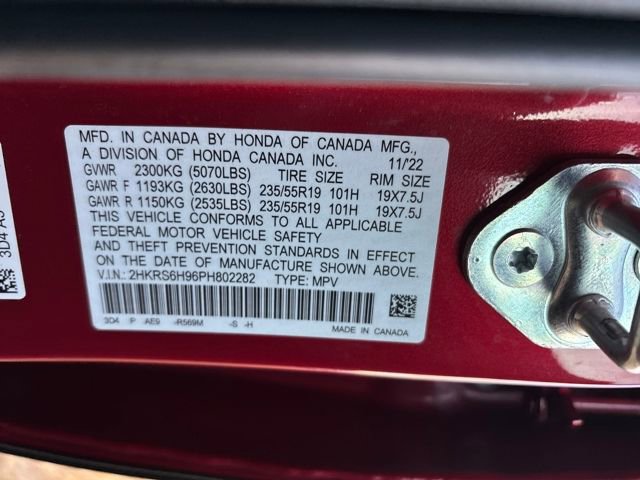 MFD. IN CANADA BY HONDA OF CANADA MFG.,
A DIVISION OF HONDA CANADA INC. 11/22
GVWR 2300KG (5070LBS) TIRE SIZE RIM SIZE
GAWR F 1193KG (2630LBS) 235/55R19 101H 19X7.5J
GAWR R 1150KG (2535LBS) 235/55R19 101H 19X7.5J
THIS VEHICLE CONFORMS TO ALL APPLICABLE
FEDERAL MOTOR VEHICLE SAFETY
AND THEFT PREVENTION STANDARDS IN EFFECT
ON THE DATE OF MANUFACTURE SHOWN ABOVE.
V.I.N.: 2HKRS6H96PH802282 TYPE: MPV
3D4 P -AE9 -R569M -S -H
MADE IN CANADA
3D4 A5